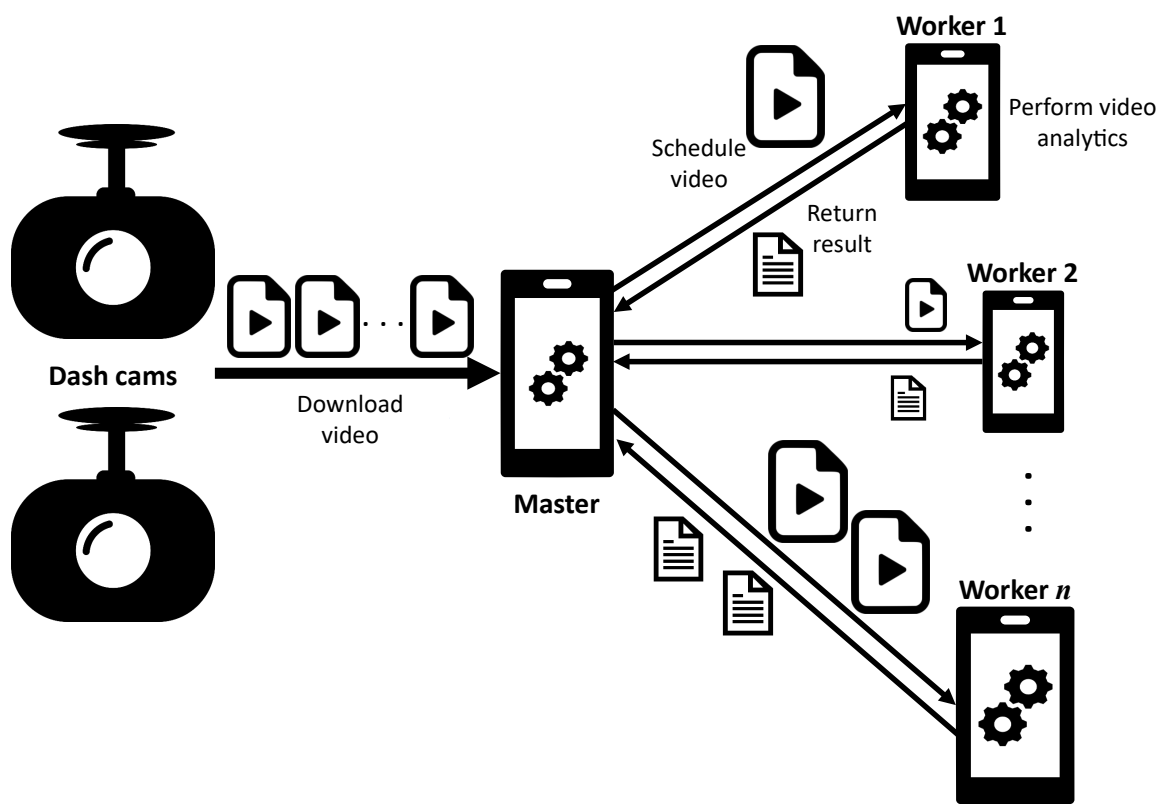 Worker 1
Perform video
analytics
Schedule
video
Return
result
Worker 2
Dash cams
. . .
Download
video
Master
.
.
.
Worker n